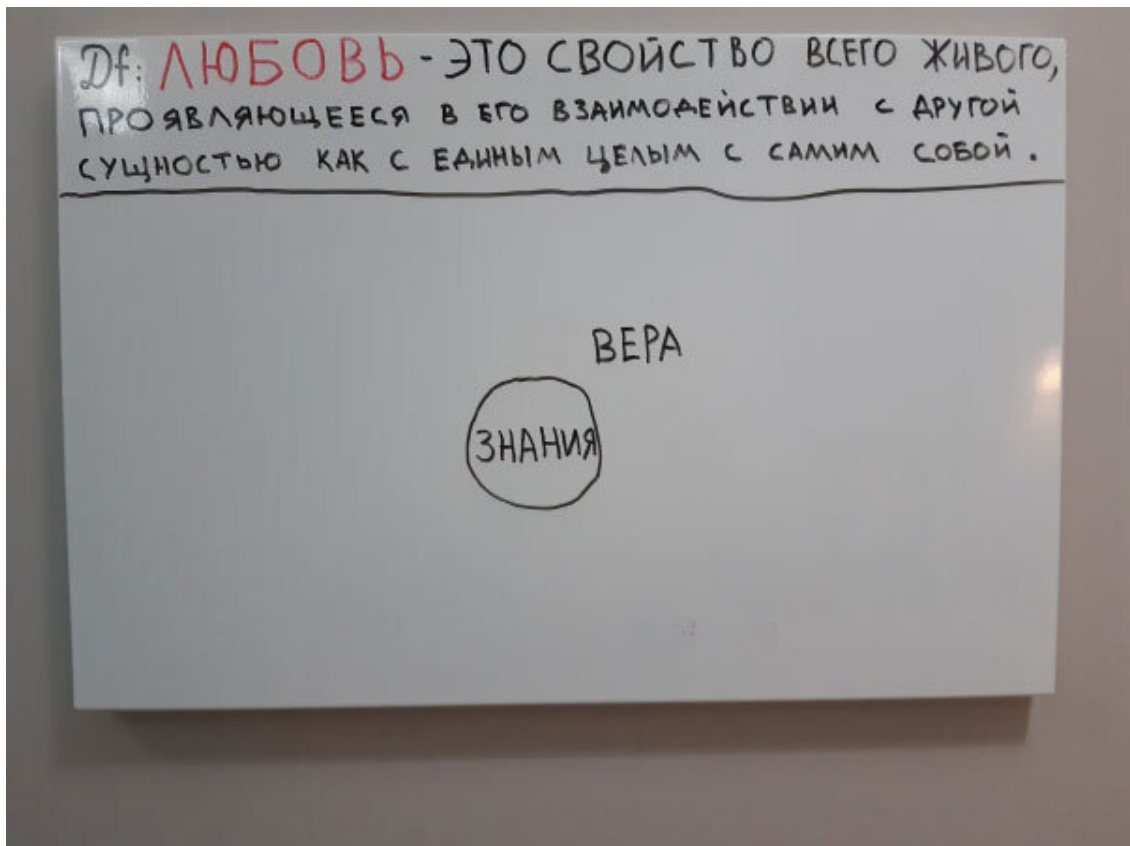 Df: ЛЮБОВЬ - ЭТО СВОЙСТВО ВСЕГО ЖИВОГО,
ПРОЯВЛЯЮЩЕЕСЯ В ЕГО ВЗАИМОДЕЙСТВИИ С ДРУГОЙ
СУЩНОСТЬЮ КАК С ЕДИНЫМ ЦЕЛЫМ С САМИМ СОБОЙ.
ВЕРА
ЗНАНИЯ